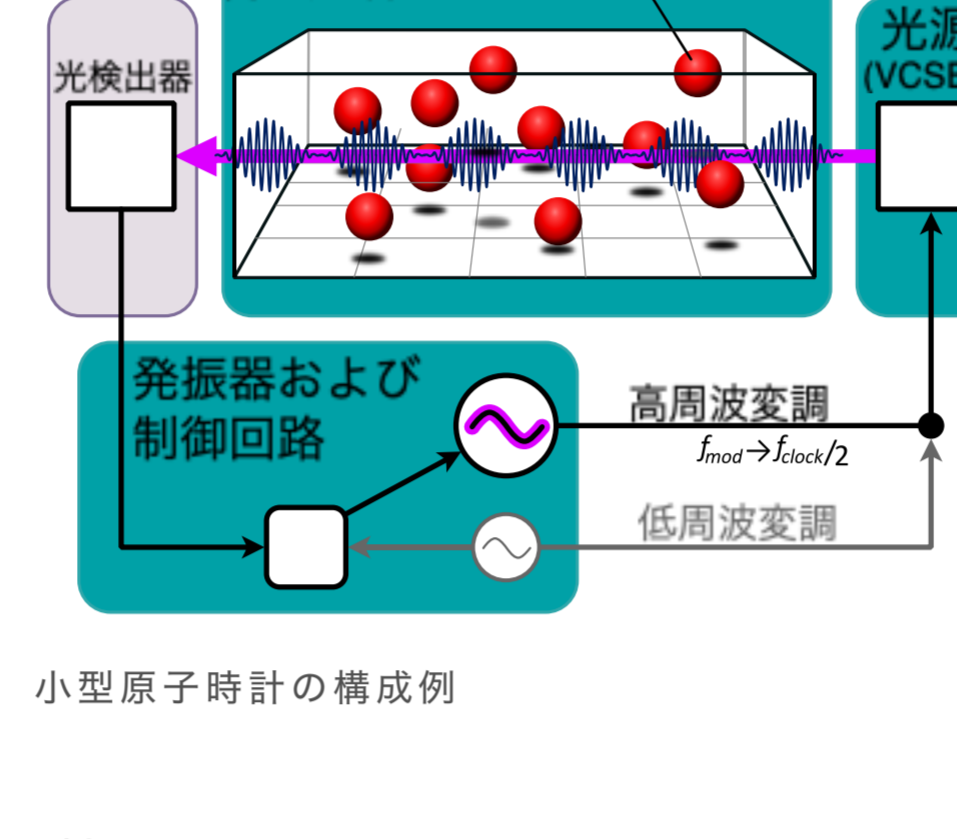 光検出器
光源
(VCSE
発振器および
制御回路
高周波変調
fmod→fclock/2
低周波変調
小型原子時計の構成例